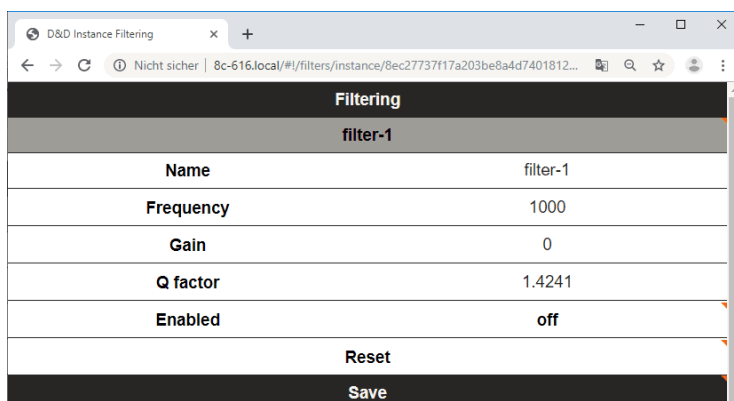 D&D Instance Filtering
Nicht sicher | 8c-616.local/#!/filters/instance/8ec27737f17a203be8a4d7401812...
Filtering
filter-1
Name filter-1
Frequency 1000
Gain 0
Q factor 1.4241
Enabled off
Reset
Save